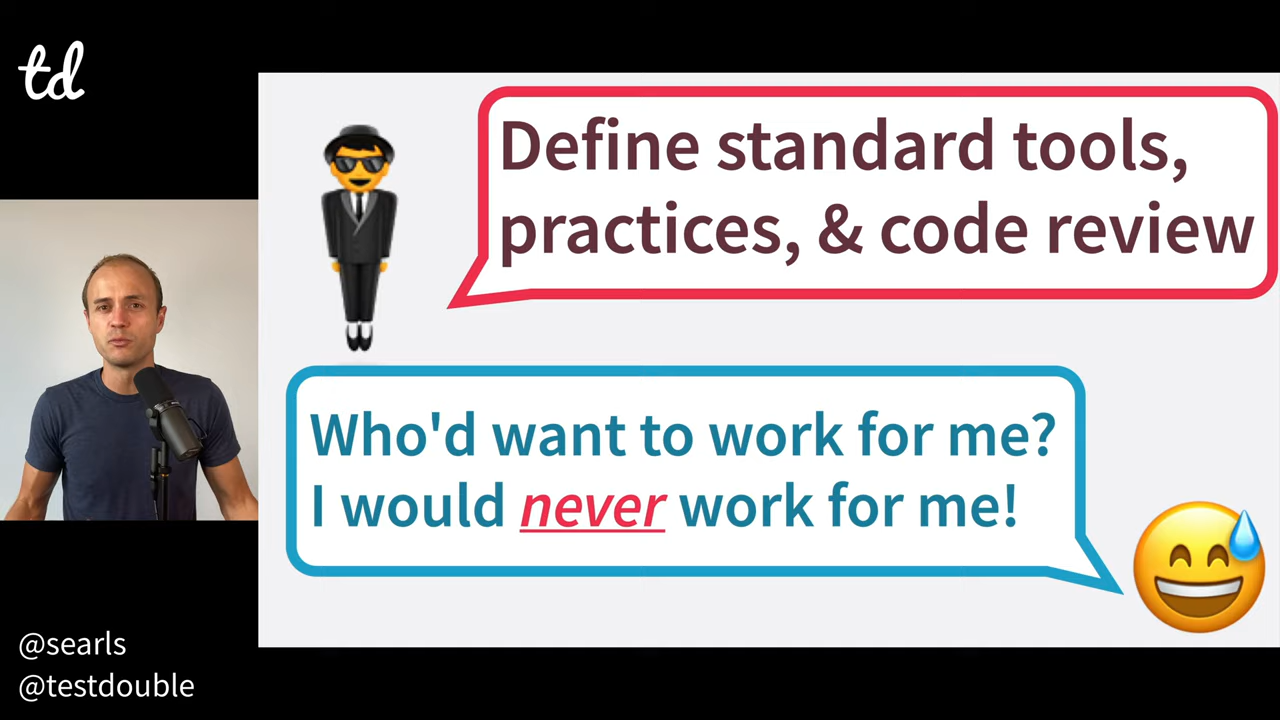 td
Define standard tools,
practices, & code review
Who'd want to work for me?
I would never work for me!
@searls
@testdouble